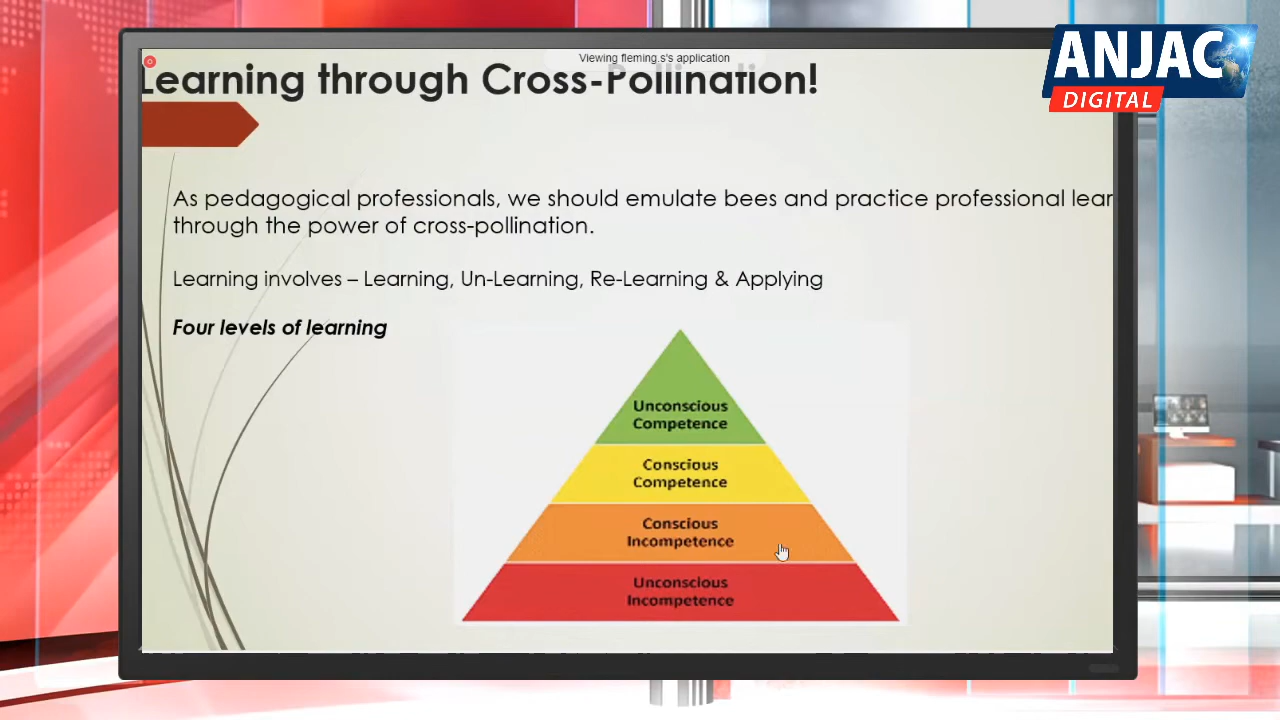 Viewing fleming.s's application
Learning through Cross-Pollination!
ANJAC
DIGITAL
As pedagogical professionals, we should emulate bees and practice professional lear
through the power of cross-pollination.
Learning involves – Learning, Un-Learning, Re-Learning & Applying
Four levels of learning
Unconscious
Competence
Conscious
Competence
Conscious
Incompetence
Unconscious
Incompetence